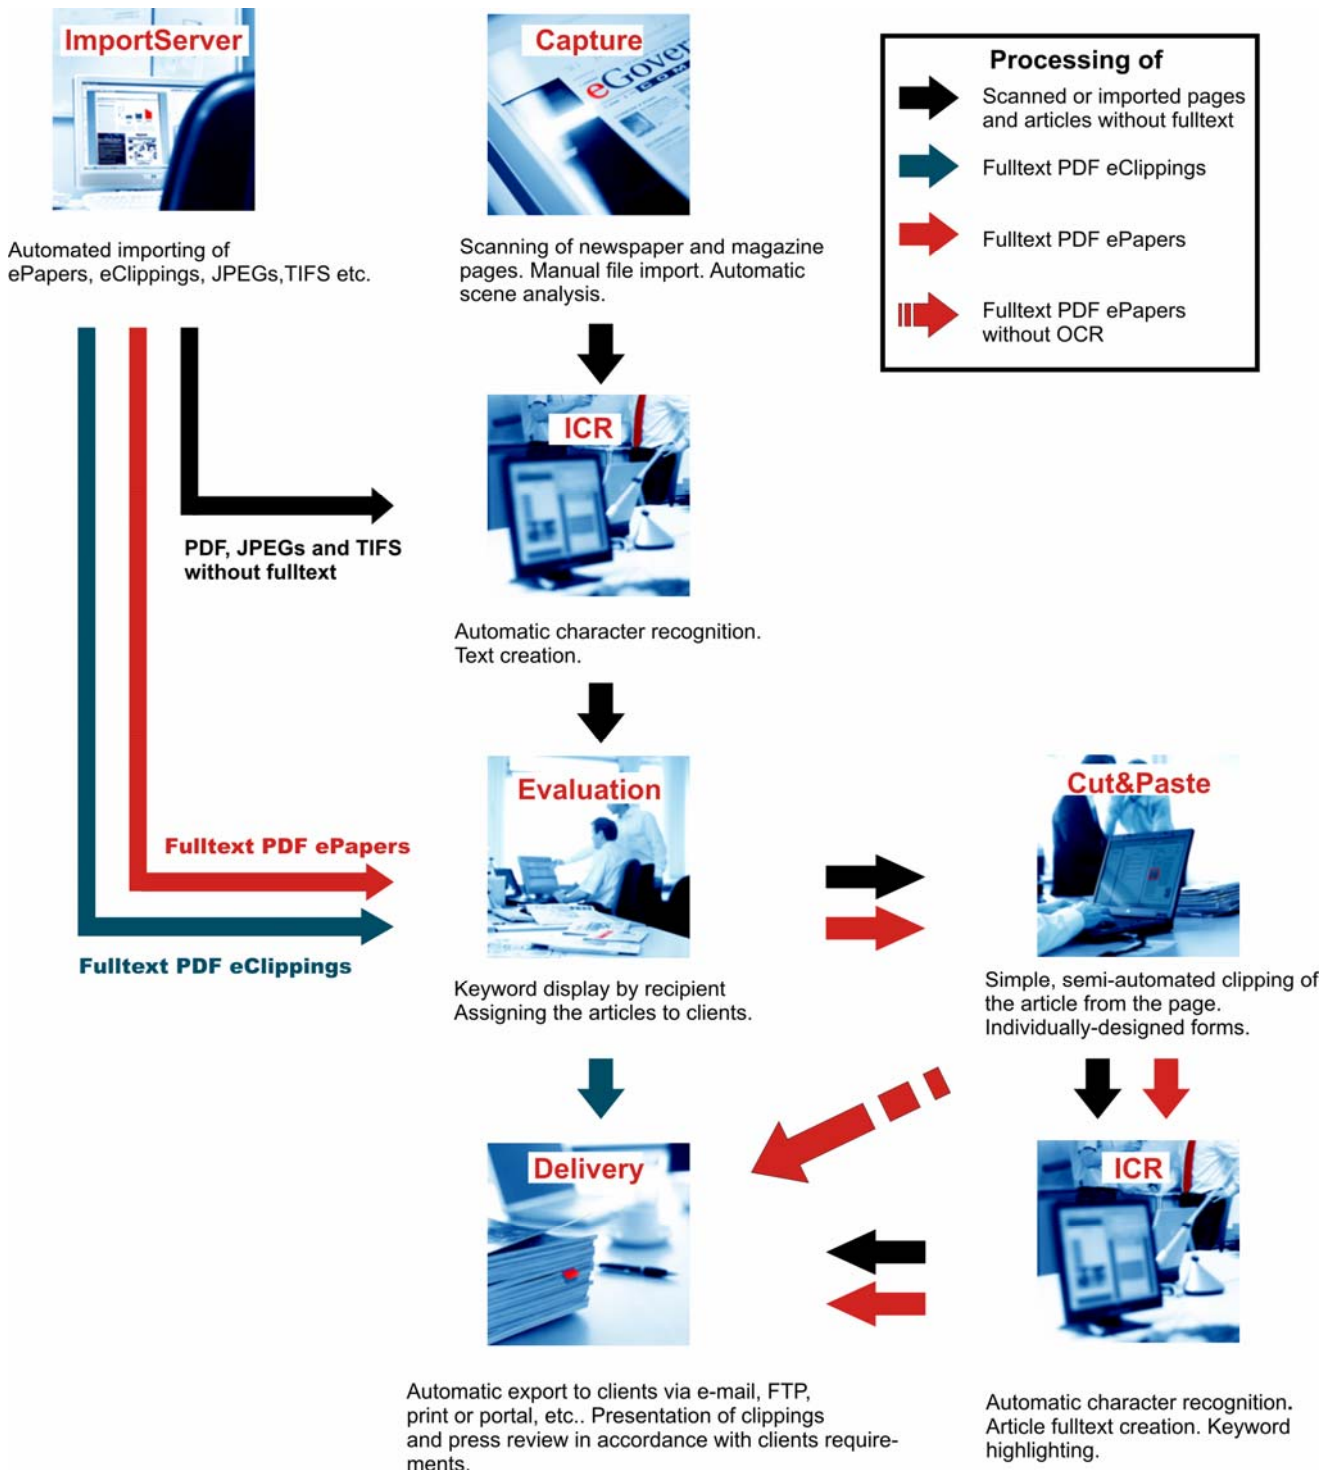 ImportServer
Automated importing of
ePapers, eClippings, JPEGs,TIFS etc.
Capture
eGover
COM
Scanning of newspaper and magazine
pages. Manual file import. Automatic
scene analysis.
Processing of
Scanned or imported pages
and articles without fulltext
Fulltext PDF eClippings
Fulltext PDF ePapers
Fulltext PDF ePapers
without OCR
PDF, JPEGs and TIFS
without fulltext
ICR
Automatic character recognition.
Text creation.
Fulltext PDF ePapers
Fulltext PDF eClippings
Evaluation
Keyword display by recipient
Assigning the articles to clients.
Cut&Paste
Simple, semi-automated clipping of
the article from the page.
Individually-designed forms.
Delivery
Automatic export to clients via e-mail, FTP,
print or portal, etc.. Presentation of clippings
and press review in accordance with clients require-
ments.
ICR
Automatic character recognition.
Article fulltext creation. Keyword
highlighting.